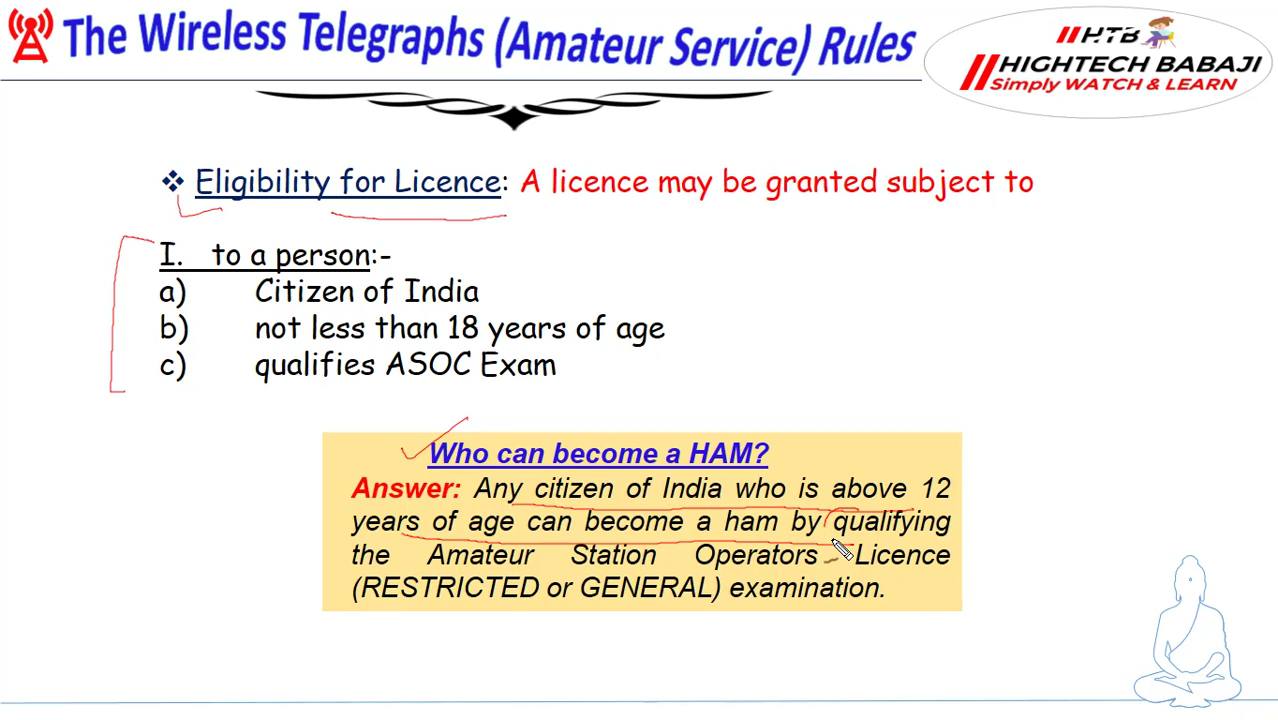 The Wireless Telegraphs (Amateur Service) Rules
HTB
HIGHTECH BABAJI
Simply WATCH & LEARN
❖ Eligibility for Licence: A licence may be granted subject to
I. to a person:-
a) Citizen of India
b) not less than 18 years of age
c) qualifies ASOC Exam
Who can become a HAM?
Answer: Any citizen of India who is above 12
years of age can become a ham by qualifying
the Amateur Station Operators Licence
(RESTRICTED or GENERAL) examination.